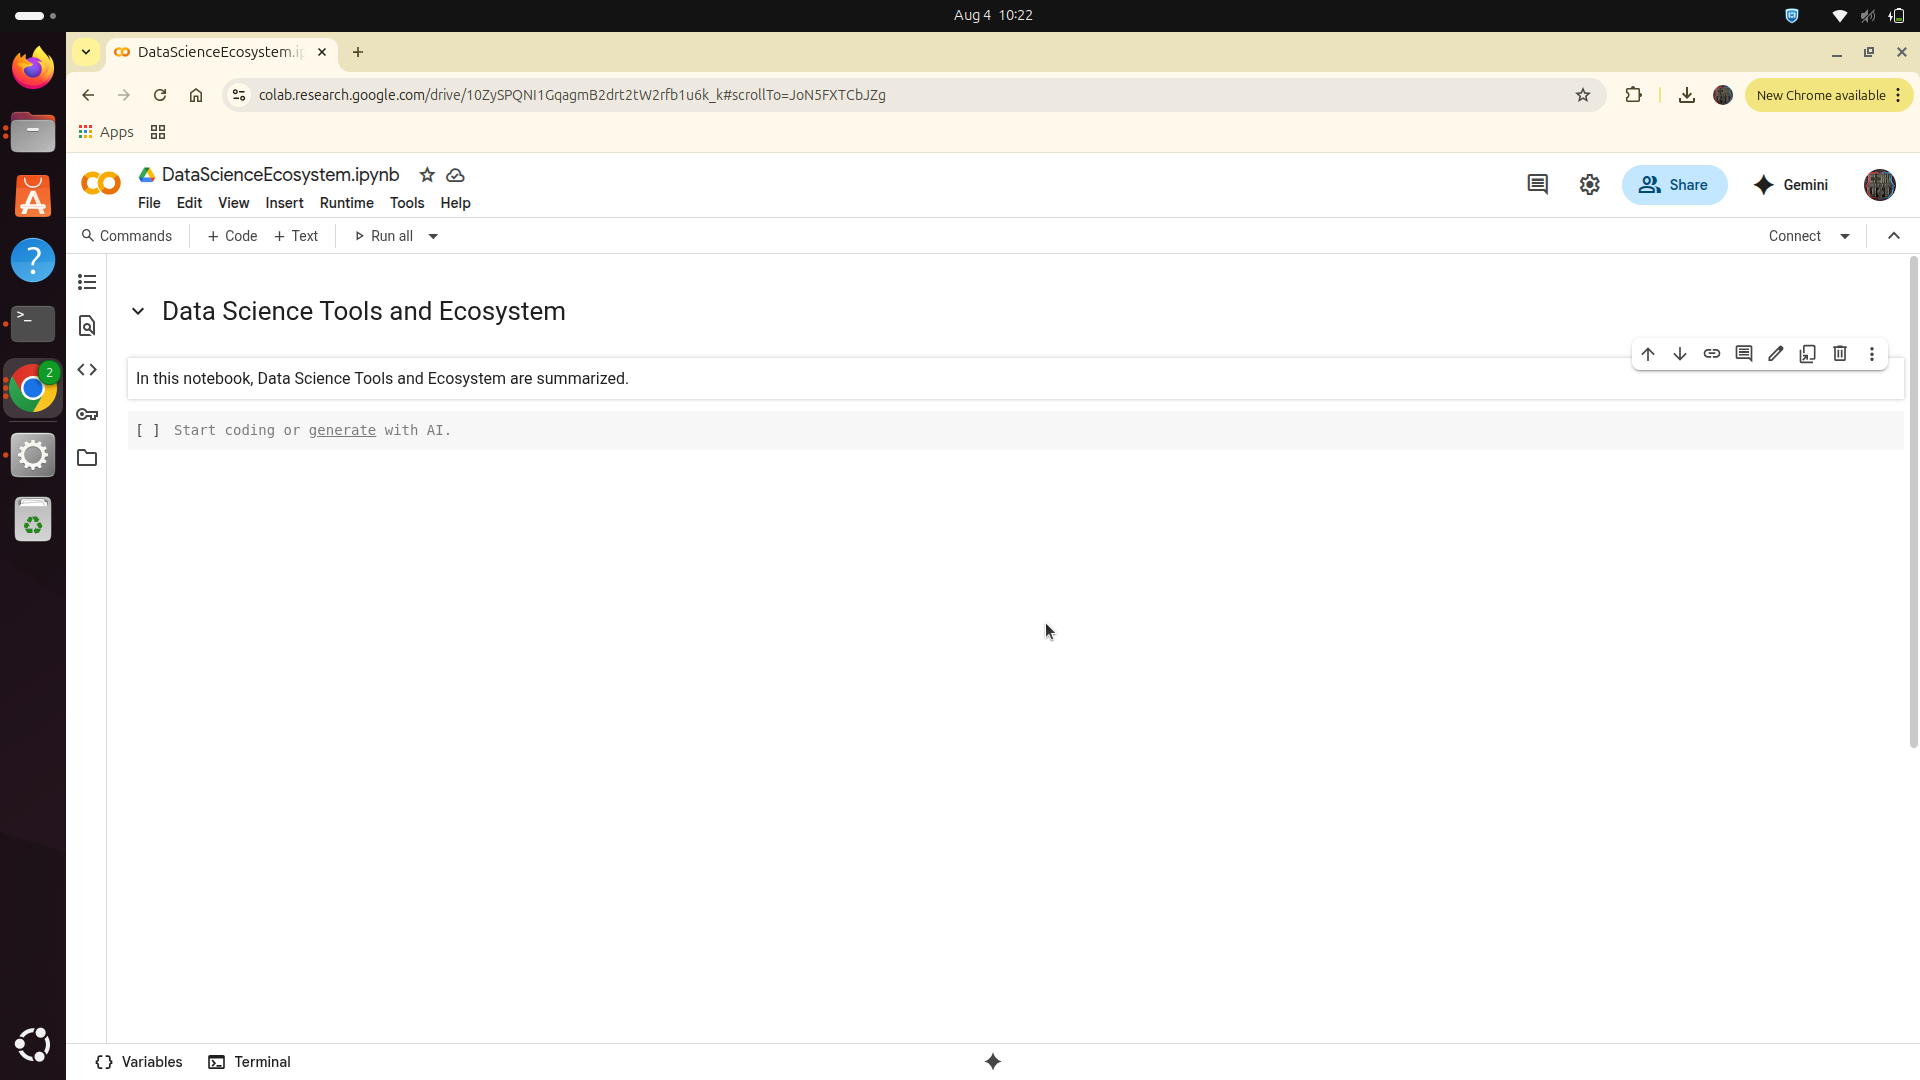 Aug 4 10:22
DataScienceEcosystem.i
colab.research.google.com/drive/10ZySPQNI1GqagmB2drt2tW2rfb1u6k_k#scrollTo=JoN5FXTCbJZg
New Chrome available
Apps
DataScienceEcosystem.ipynb
File Edit View Insert Runtime Tools Help
Share
Gemini
Commands + Code + Text Run all
Connect
Data Science Tools and Ecosystem
In this notebook, Data Science Tools and Ecosystem are summarized.
[ ] Start coding or generate with AI.
2
Variables Terminal